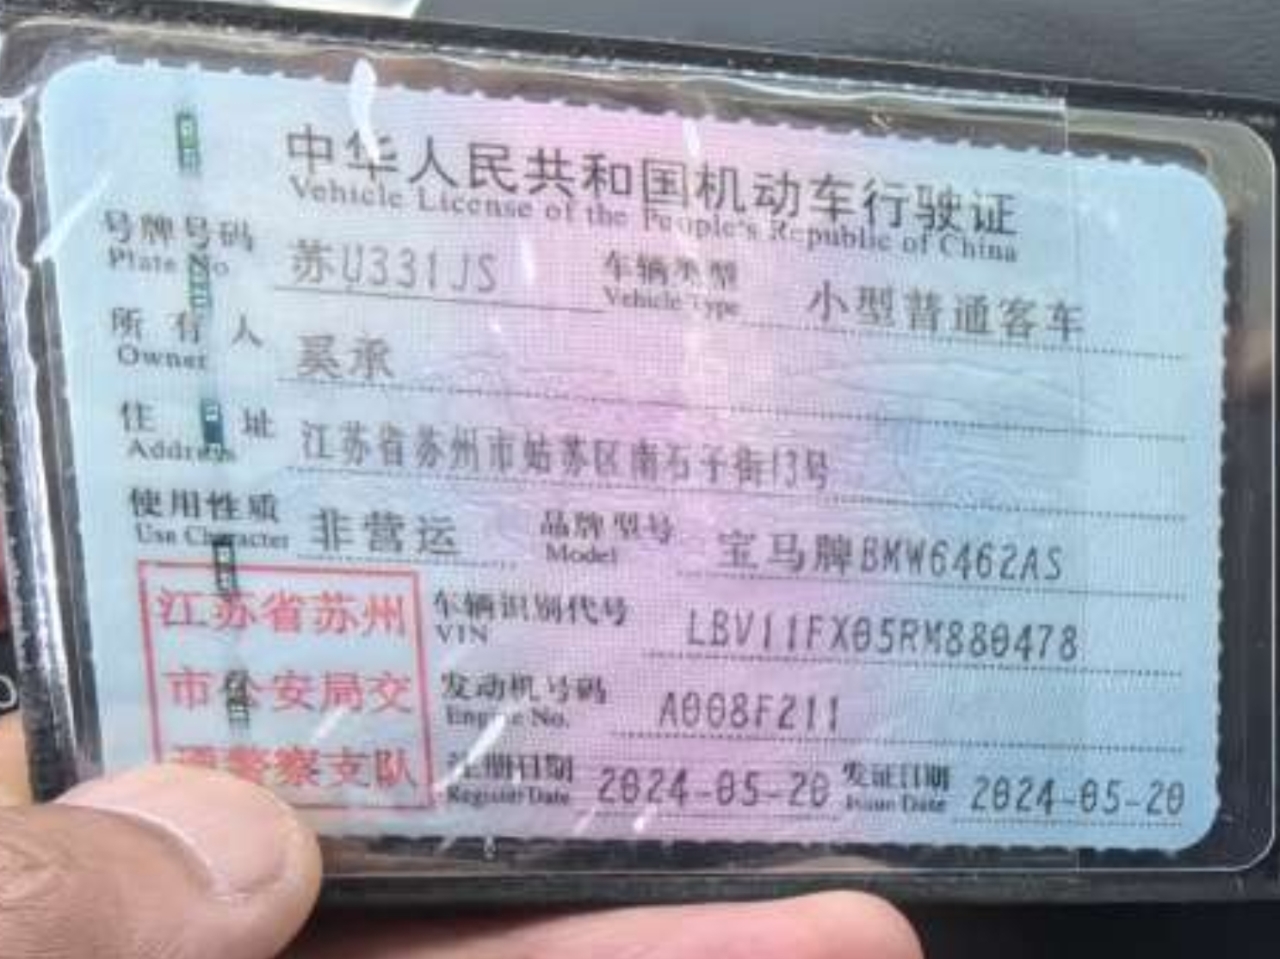 中华人民共和国机动车行驶证
Vehicle License of the People's Republic of China
号牌号码 苏U331JS 车辆类型 小型普通客车
Plate No Vehicle Type
所有人 奚承
Owner
住址 江苏省苏州市姑苏区南石子街13号
Address
使用性质 非营运 品牌型号 宝马牌BMW6462AS
Use Character Model
江苏省苏州
市公安局交
通警察支队
车辆识别代号 LBV11FX05RM880478
VIN
发动机号码 A008F211
Engine No.
注册日期 2024-05-20 发证日期 2024-05-20
Register Date Issue Date